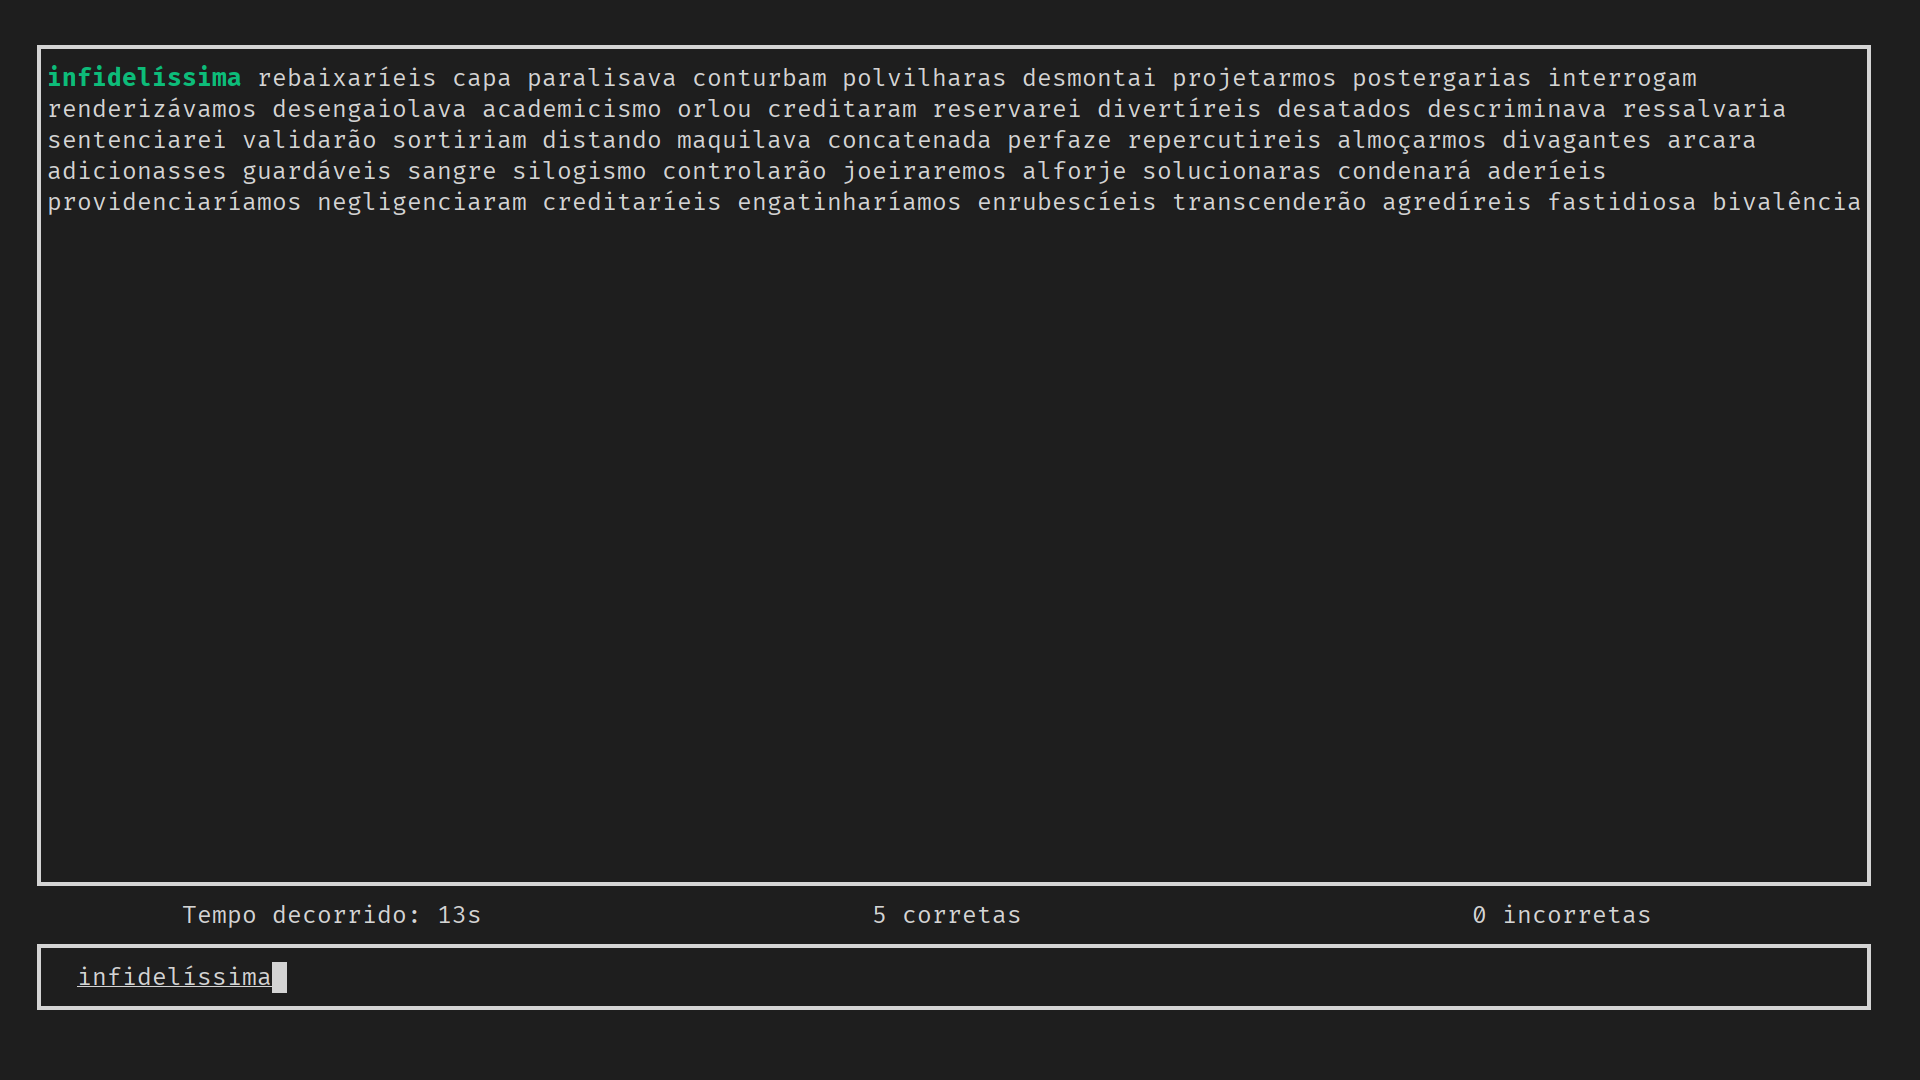 infidelíssima rebaixaríeis capa paralisava conturbam polvilharas desmontai projetarmos postergarias interrogam
renderizávamos desengaiolava academicismo orlou creditaram reservarei divertíreis desatados descriminava ressalvaria
sentenciarei validarão sortiriam distando maquilava concatenada perfaze repercutireis almoçarmos divagantes arcara
adicionasses guardáveis sangre silogismo controlarão joeiraremos alforje solucionaras condenará aderíeis
providenciaríamos negligenciaram creditaríeis engatinharíamos enrubescíeis transcenderão agredíreis fastidiosa bivalência
Tempo decorrido: 13s 5 corretas 0 incorretas
infidelíssima